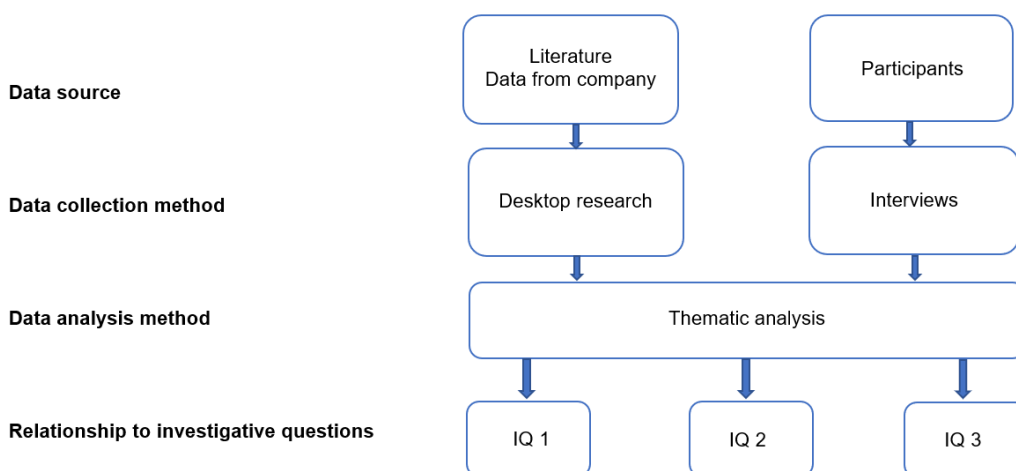 Literature
Data from company
Participants
Data source
Desktop research
Interviews
Data collection method
Thematic analysis
Data analysis method
IQ 1
IQ 2
IQ 3
Relationship to investigative questions